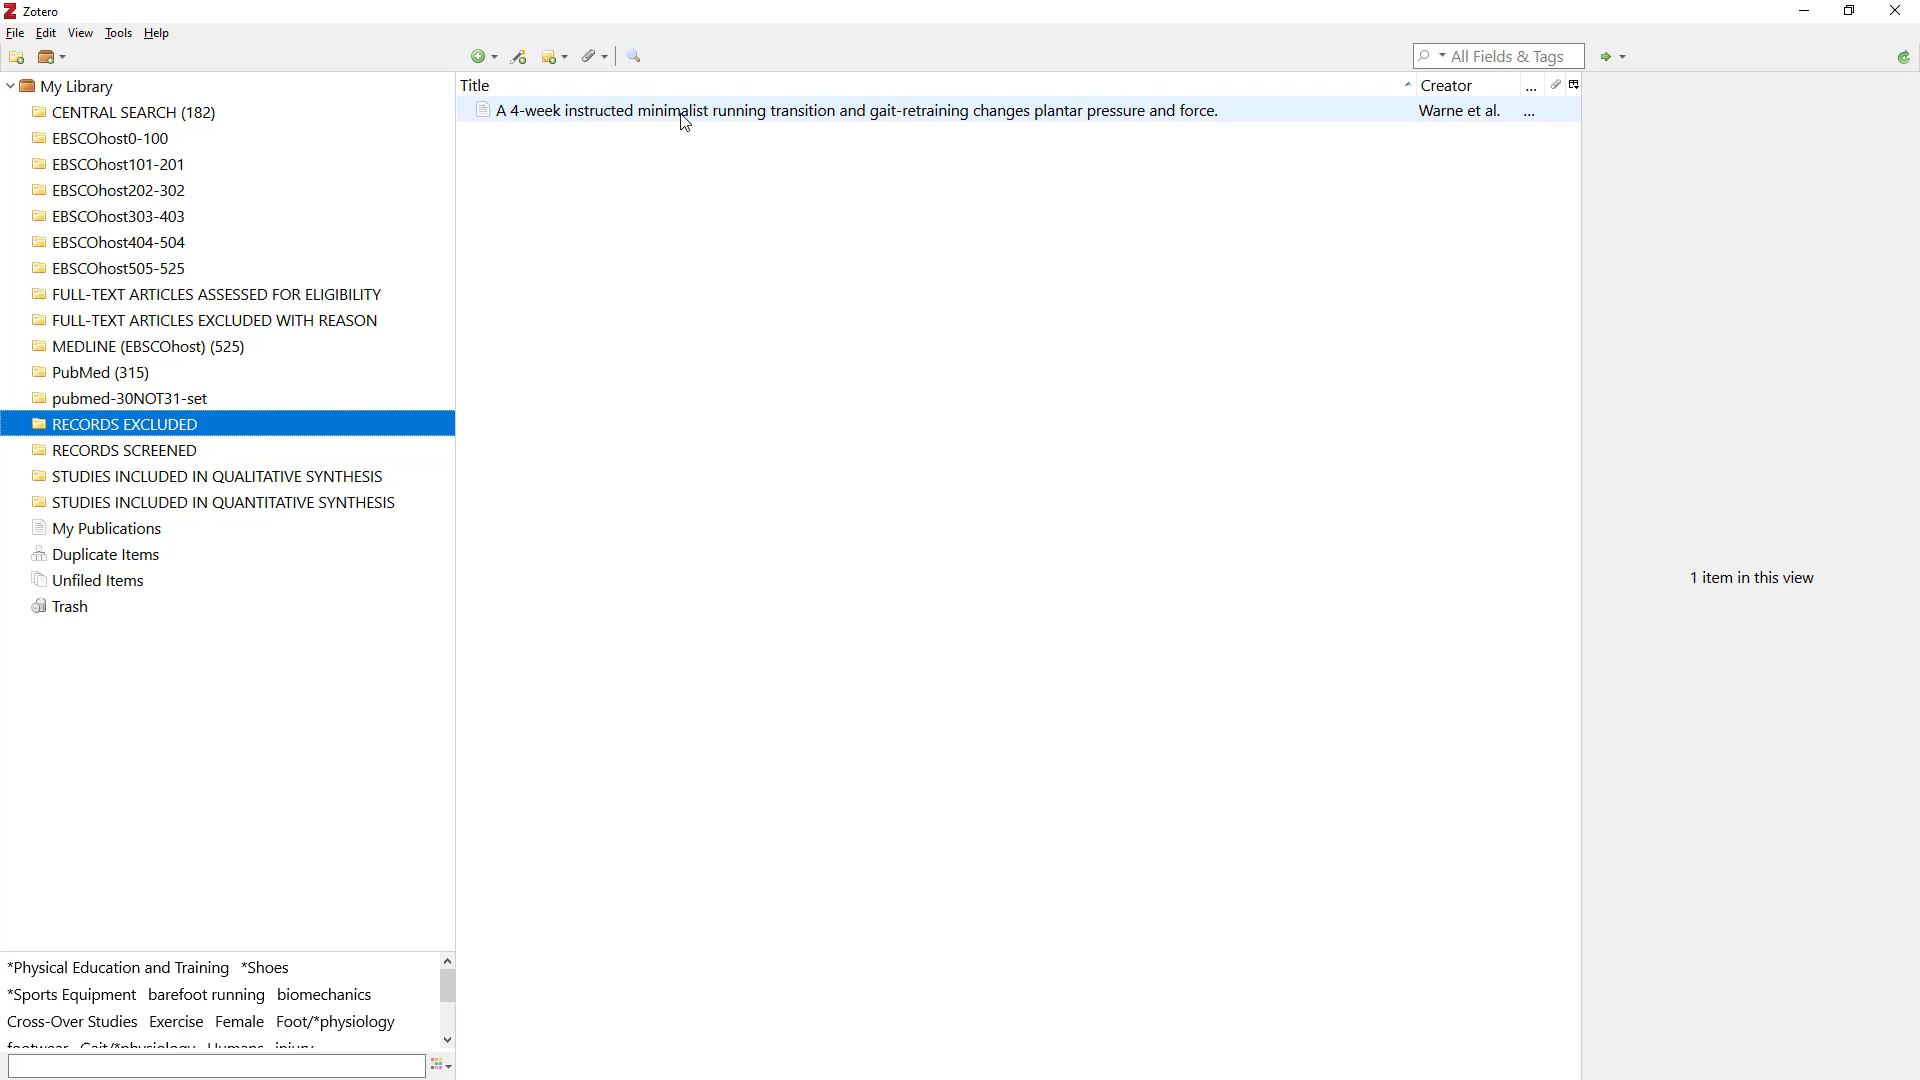 Zotero
File Edit View Tools Help
All Fields & Tags
My Library
CENTRAL SEARCH (182)
EBSCOhost0-100
EBSCOhost101-201
EBSCOhost202-302
EBSCOhost303-403
EBSCOhost404-504
EBSCOhost505-525
FULL-TEXT ARTICLES ASSESSED FOR ELIGIBILITY
FULL-TEXT ARTICLES EXCLUDED WITH REASON
MEDLINE (EBSCOhost) (525)
PubMed (315)
pubmed-30NOT31-set
RECORDS EXCLUDED
RECORDS SCREENED
STUDIES INCLUDED IN QUALITATIVE SYNTHESIS
STUDIES INCLUDED IN QUANTITATIVE SYNTHESIS
My Publications
Duplicate Items
Unfiled Items
Trash
*Physical Education and Training *Shoes
*Sports Equipment barefoot running biomechanics
Cross-Over Studies Exercise Female Foot/*physiology
footwear Gait/*physiology Humans injury
Title Creator ...
A 4-week instructed minimalist running transition and gait-retraining changes plantar pressure and force. Warne et al. ...
1 item in this view